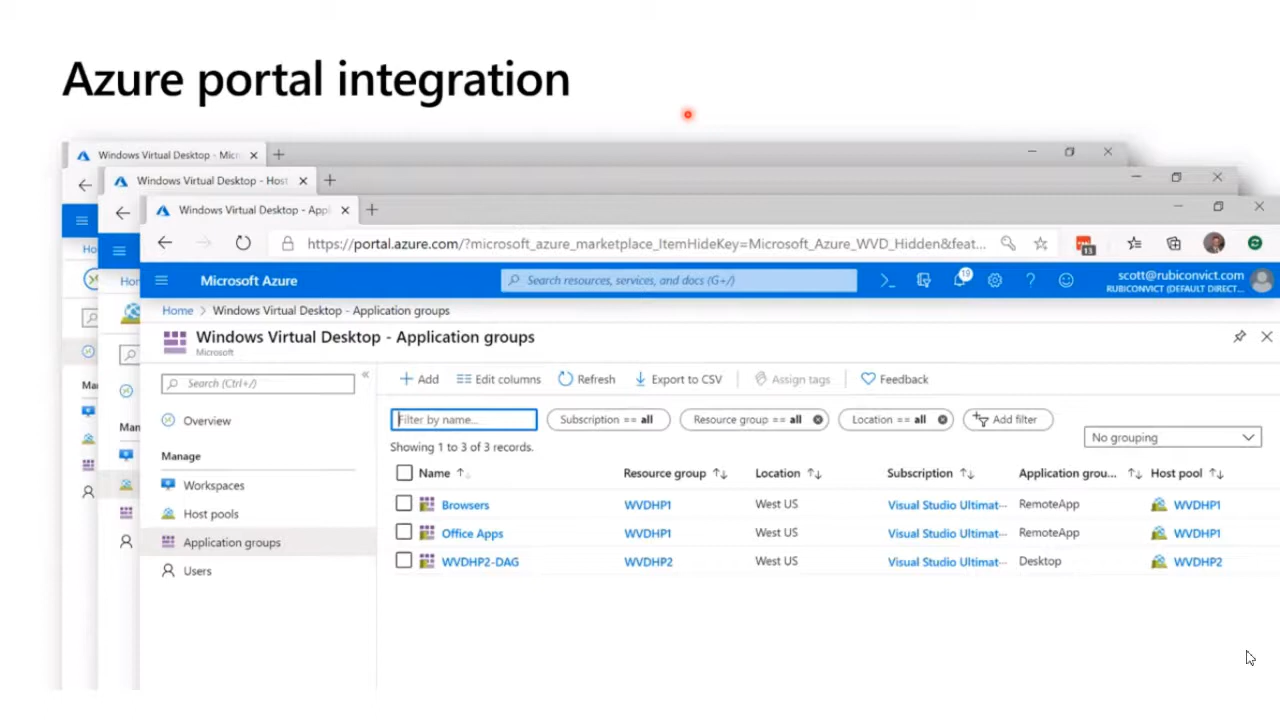 Azure portal integration
Windows Virtual Desktop - Micr
Windows Virtual Desktop - Host
Windows Virtual Desktop - Appl
https://portal.azure.com/?microsoft_azure_marketplace_ItemHideKey=Microsoft_Azure_WVD_Hidden&feat...
13
Microsoft Azure
Search resources, services, and docs (G+/)
19
scott@rubiconvict.com
RUBICONVICT (DEFAULT DIRECT...
Ho
Hon
Home > Windows Virtual Desktop - Application groups
Windows Virtual Desktop - Application groups
Microsoft
Search (Ctrl+/)
Add
Edit columns
Refresh
Export to CSV
Assign tags
Feedback
Overview
Filter by name...
Subscription == all
Resource group == all
Location == all
Add filter
Showing 1 to 3 of 3 records.
No grouping
Ma
Man
Manage
Workspaces
Host pools
Application groups
Users
Name Resource group Location Subscription Application grou... Host pool
Browsers WVDHP1 West US Visual Studio Ultimat... RemoteApp WVDHP1
Office Apps WVDHP1 West US Visual Studio Ultimat... RemoteApp WVDHP1
WVDHP2-DAG WVDHP2 West US Visual Studio Ultimat... Desktop WVDHP2